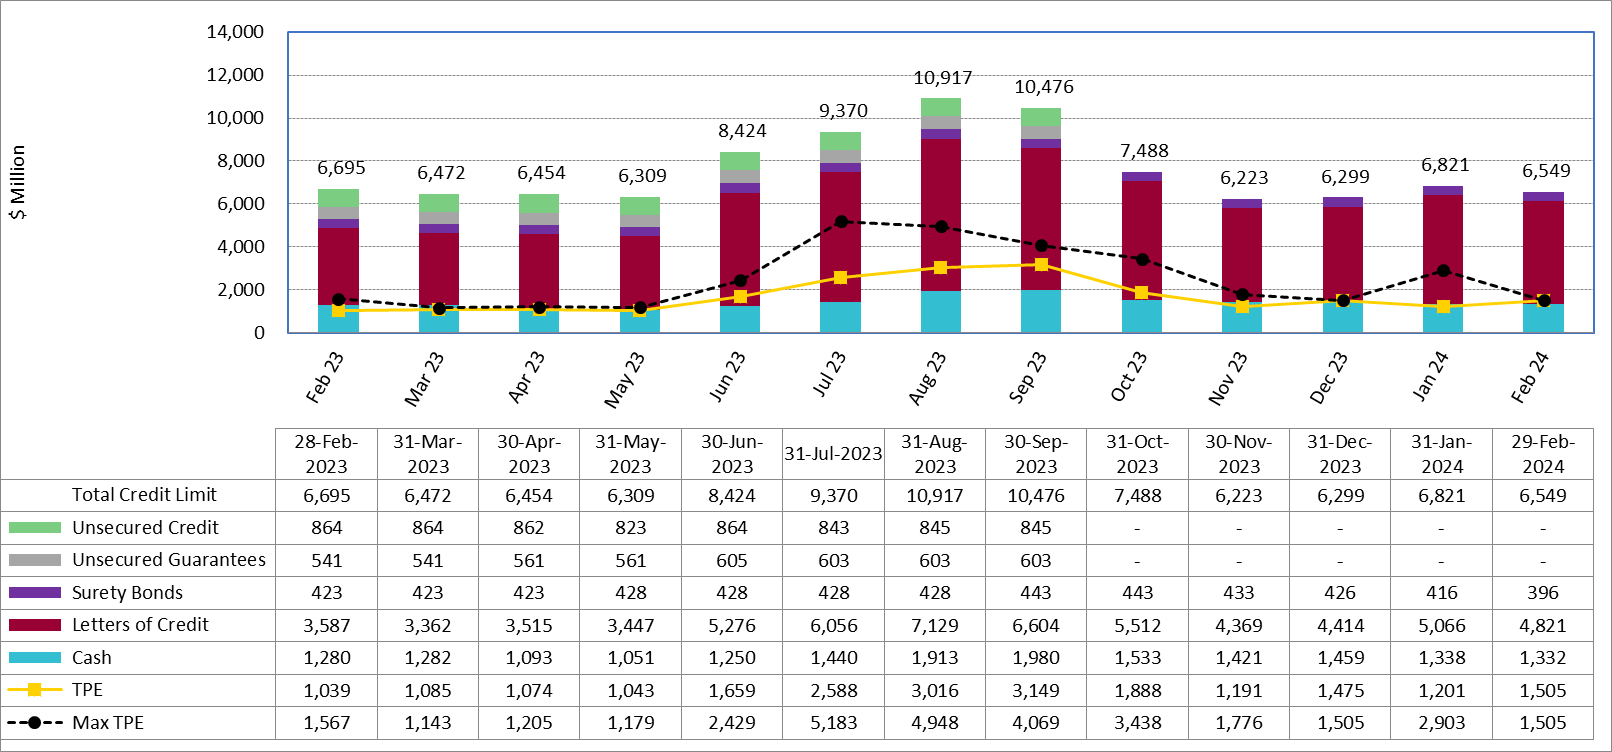 $ Million
14,000
12,000
10,000
8,000
6,000
4,000
2,000
0
6,695 6,472 6,454 6,309 8,424 9,370 10,917 10,476 7,488 6,223 6,299 6,821 6,549
Feb 23 Mar 23 Apr 23 May 23 Jun 23 Jul 23 Aug 23 Sep 23 Oct 23 Nov 23 Dec 23 Jan 24 Feb 24
28-Feb-2023 31-Mar-2023 30-Apr-2023 31-May-2023 30-Jun-2023 31-Jul-2023 31-Aug-2023 30-Sep-2023 31-Oct-2023 30-Nov-2023 31-Dec-2023 31-Jan-2024 29-Feb-2024
Total Credit Limit 6,695 6,472 6,454 6,309 8,424 9,370 10,917 10,476 7,488 6,223 6,299 6,821 6,549
Unsecured Credit 864 864 862 823 864 843 845 845 - - - - -
Unsecured Guarantees 541 541 561 561 605 603 603 603 - - - - -
Surety Bonds 423 423 423 428 428 428 428 443 443 433 426 416 396
Letters of Credit 3,587 3,362 3,515 3,447 5,276 6,056 7,129 6,604 5,512 4,369 4,414 5,066 4,821
Cash 1,280 1,282 1,093 1,051 1,250 1,440 1,913 1,980 1,533 1,421 1,459 1,338 1,332
TPE 1,039 1,085 1,074 1,043 1,659 2,588 3,016 3,149 1,888 1,191 1,475 1,201 1,505
Max TPE 1,567 1,143 1,205 1,179 2,429 5,183 4,948 4,069 3,438 1,776 1,505 2,903 1,505